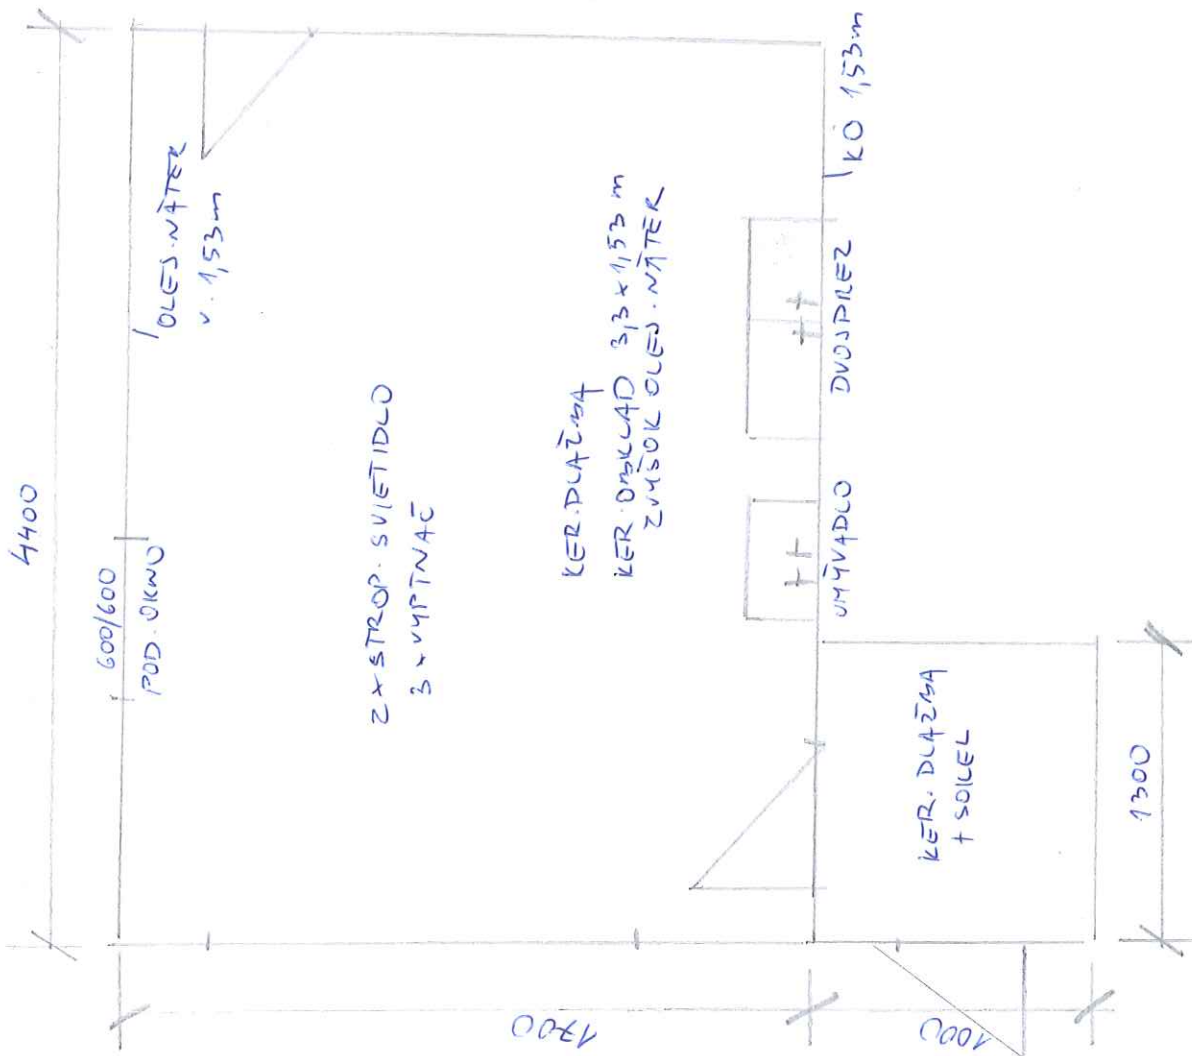 4400
600/600
POD. OKNO
OLEJ. NÁTER
v. 1,53m
2 x STROP. SVIETIDLO
3 x VYPÍNAČ
KER. DLAŽBA
KER. OBKLAD 3,3 x 1,53 m
ZVYŠOK OLEJ. NÁTER
UMÝVADLO
DVOJDREZ
KO 1,53m
KER. DLAŽBA
+ SOKEL
1300
1700
1000